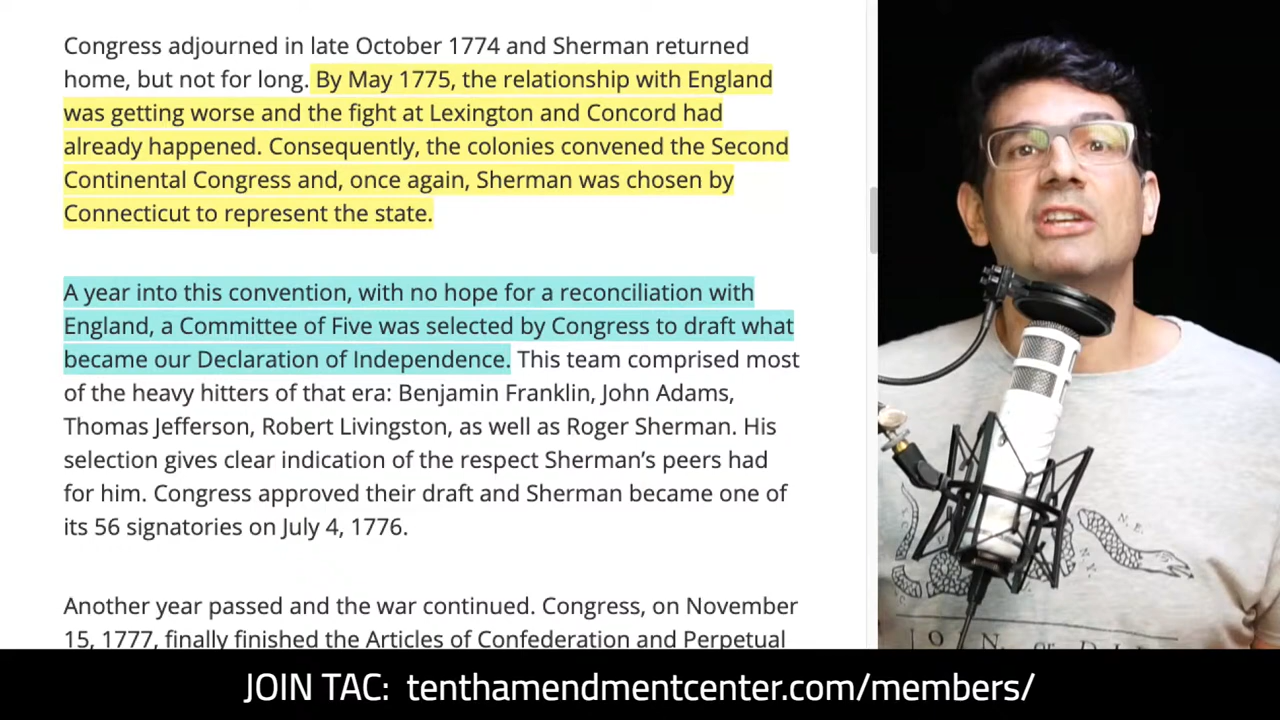 Congress adjourned in late October 1774 and Sherman returned
home, but not for long. By May 1775, the relationship with England
was getting worse and the fight at Lexington and Concord had
already happened. Consequently, the colonies convened the Second
Continental Congress and, once again, Sherman was chosen by
Connecticut to represent the state.
A year into this convention, with no hope for a reconciliation with
England, a Committee of Five was selected by Congress to draft what
became our Declaration of Independence. This team comprised most
of the heavy hitters of that era: Benjamin Franklin, John Adams,
Thomas Jefferson, Robert Livingston, as well as Roger Sherman. His
selection gives clear indication of the respect Sherman's peers had
for him. Congress approved their draft and Sherman became one of
its 56 signatories on July 4, 1776.
Another year passed and the war continued. Congress, on November
15, 1777, finally finished the Articles of Confederation and Perpetual
N. E.
N. Y.
JOIN, or DI
JOIN TAC: tenthamendmentcenter.com/members/